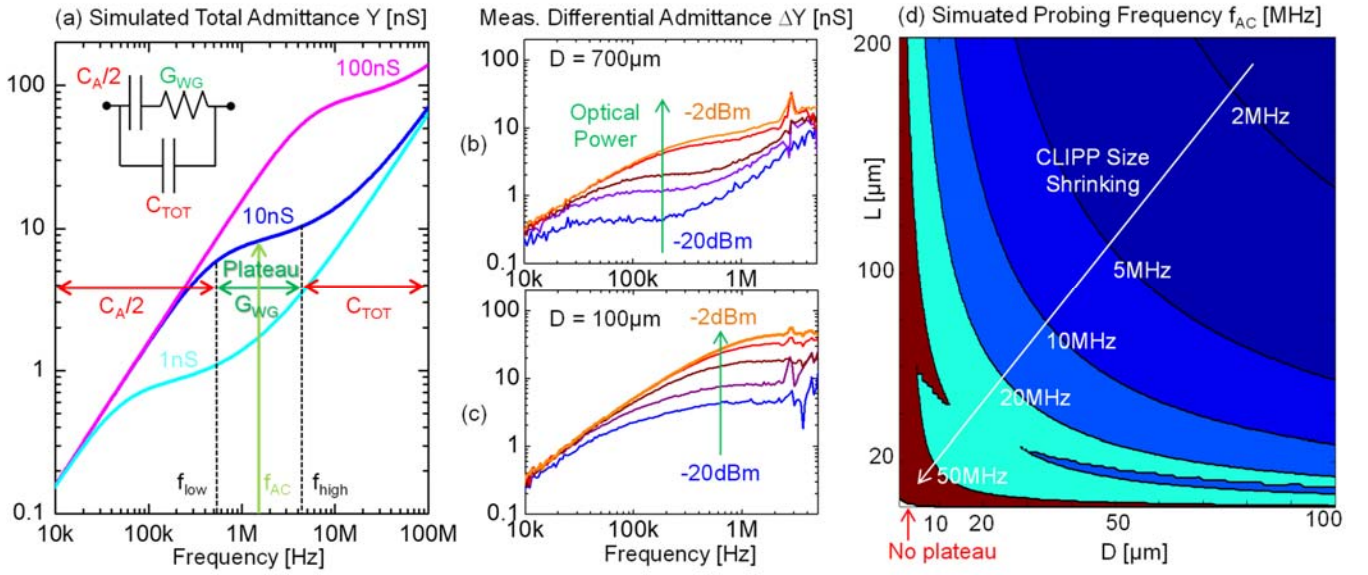 (a) Simulated Total Admittance Y [nS]
100
10
1
0.1
C_A/2
G_WG
C_TOT
100nS
10nS
Plateau
C_A/2
G_WG
C_TOT
1nS
f_low
f_AC
f_high
10k
100k
1M
10M
100M
Frequency [Hz]
Meas. Differential Admittance ΔY [nS]
(b)
100
10
1
0.1
D = 700µm
Optical
Power
-2dBm
-20dBm
10k
100k
1M
(c)
100
10
1
0.1
D = 100µm
-2dBm
-20dBm
10k
100k
1M
Frequency [Hz]
(d) Simuated Probing Frequency f_AC [MHz]
200
L [µm]
100
20
2MHz
CLIPP Size
Shrinking
5MHz
10MHz
20MHz
50MHz
10
20
50
100
No plateau
D [µm]